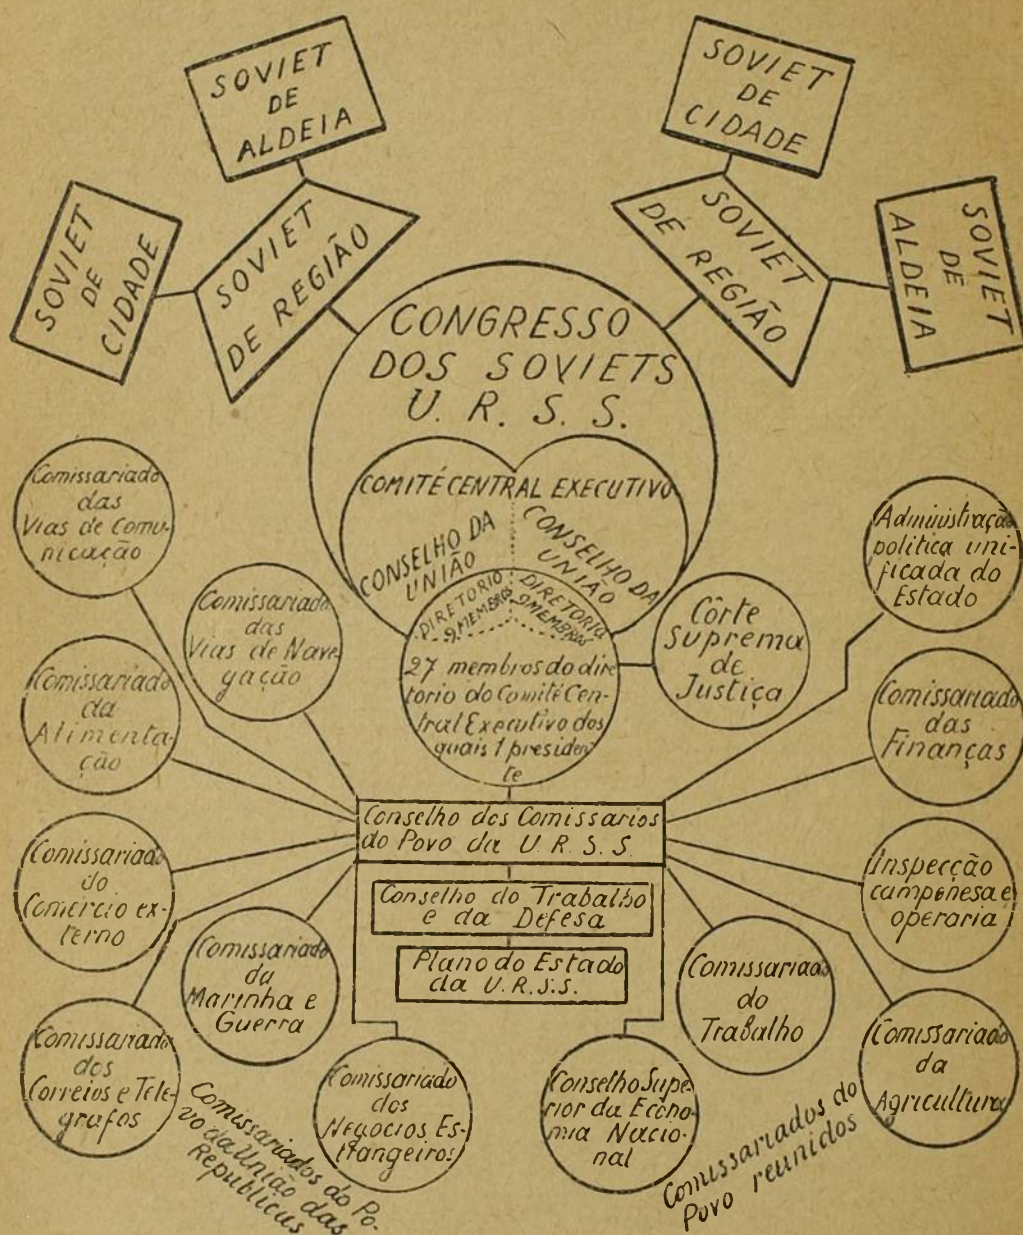 SOVIET
DE
ALDEIA
SOVIET
DE
CIDADE
SOVIET
DE
CIDADE
SOVIET
DE REGIÃO
SOVIET
DE REGIÃO
SOVIET
DE
ALDEIA
CONGRESSO
DOS SOVIETS
U. R. S. S.
COMITÉ CENTRAL EXECUTIVO
CONSELHO DA
UNIÃO
CONSELHO DA
UNIÃO
DIRETORIO
9 MEMBROS
DIRETORIO
9 MEMBROS
27 membros do dire
torio do Comité Cen-
tral Executivo dos
quais 1 president
te
Côrte
Suprema
de
Justiça
Comissariado
das
Vias de Comu-
nicação
Comissariado
das
Vias de Nave
gação
Comissariado
da
Alimenta-
ção
Comissariado
do
Comércio ex-
terno
Comissariado
da
Marinha e
Guerra
Comissariado
dos
Correios e Telé-
grafos
Comissariados do Po-
vo da União das
Republicas
Comissariado
dos
Negocios Es-
trangeiros
Conselho dos Comissarios
do Povo da U. R. S. S.
Conselho do Trabalho
e da Defesa
Plano do Estado
da U.R.S.S.
Administração
politica uni-
ficada do
Estado
Comissariado
das
Finanças
Inspecção
camponesa e
operaria
Comissariado
do
Trabalho
Comissariado
da
Agricultura
Conselho Supe-
rior da Econo-
mia Nacio-
nal
Comissariados do
Povo reunidos